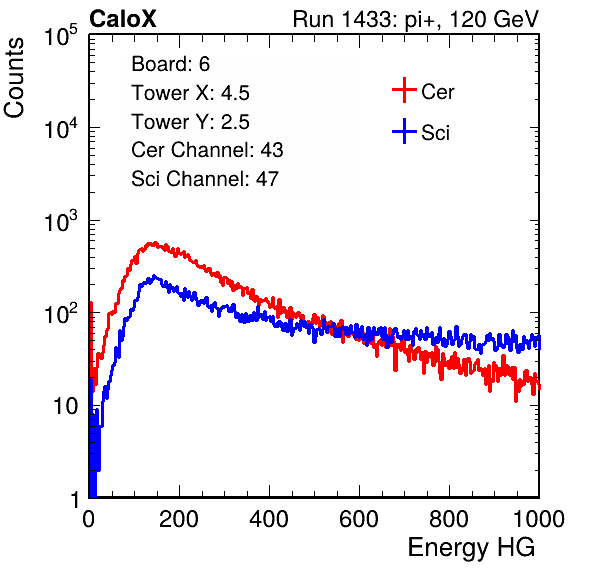 CaloX Run 1433: pi+, 120 GeV
Counts
10^5
10^4
10^3
10^2
10
1
Board: 6
Tower X: 4.5
Tower Y: 2.5
Cer Channel: 43
Sci Channel: 47
Cer
Sci
0 200 400 600 800 1000
Energy HG